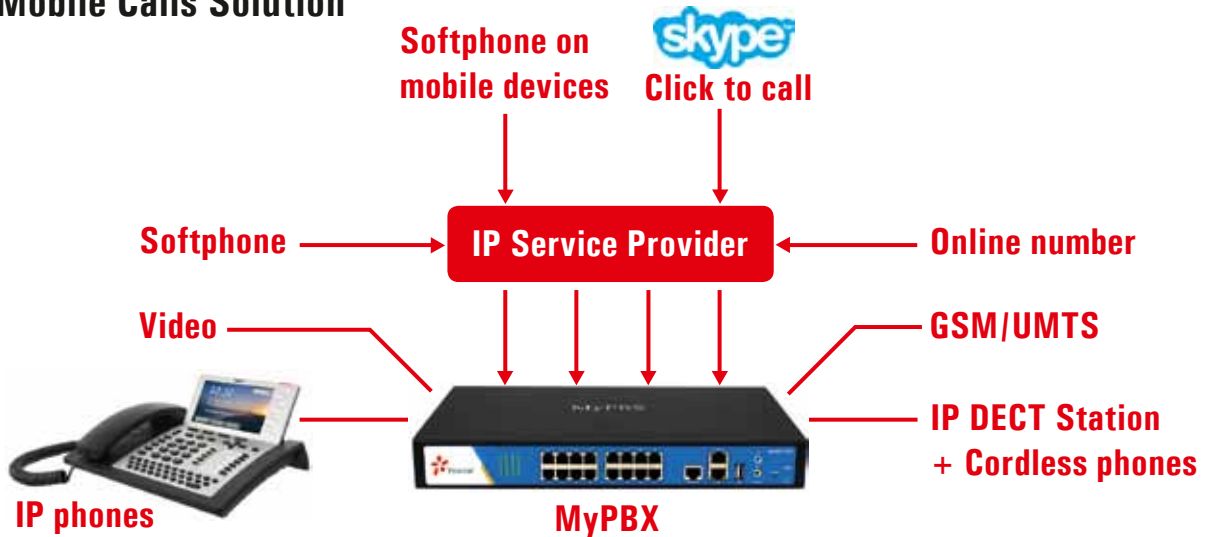 Mobile Calls Solution
Softphone on
mobile devices
skype
Click to call
Softphone
IP Service Provider
Online number
Video
GSM/UMTS
MyPBS
IP DECT Station
+ Cordless phones
IP phones
MyPBX